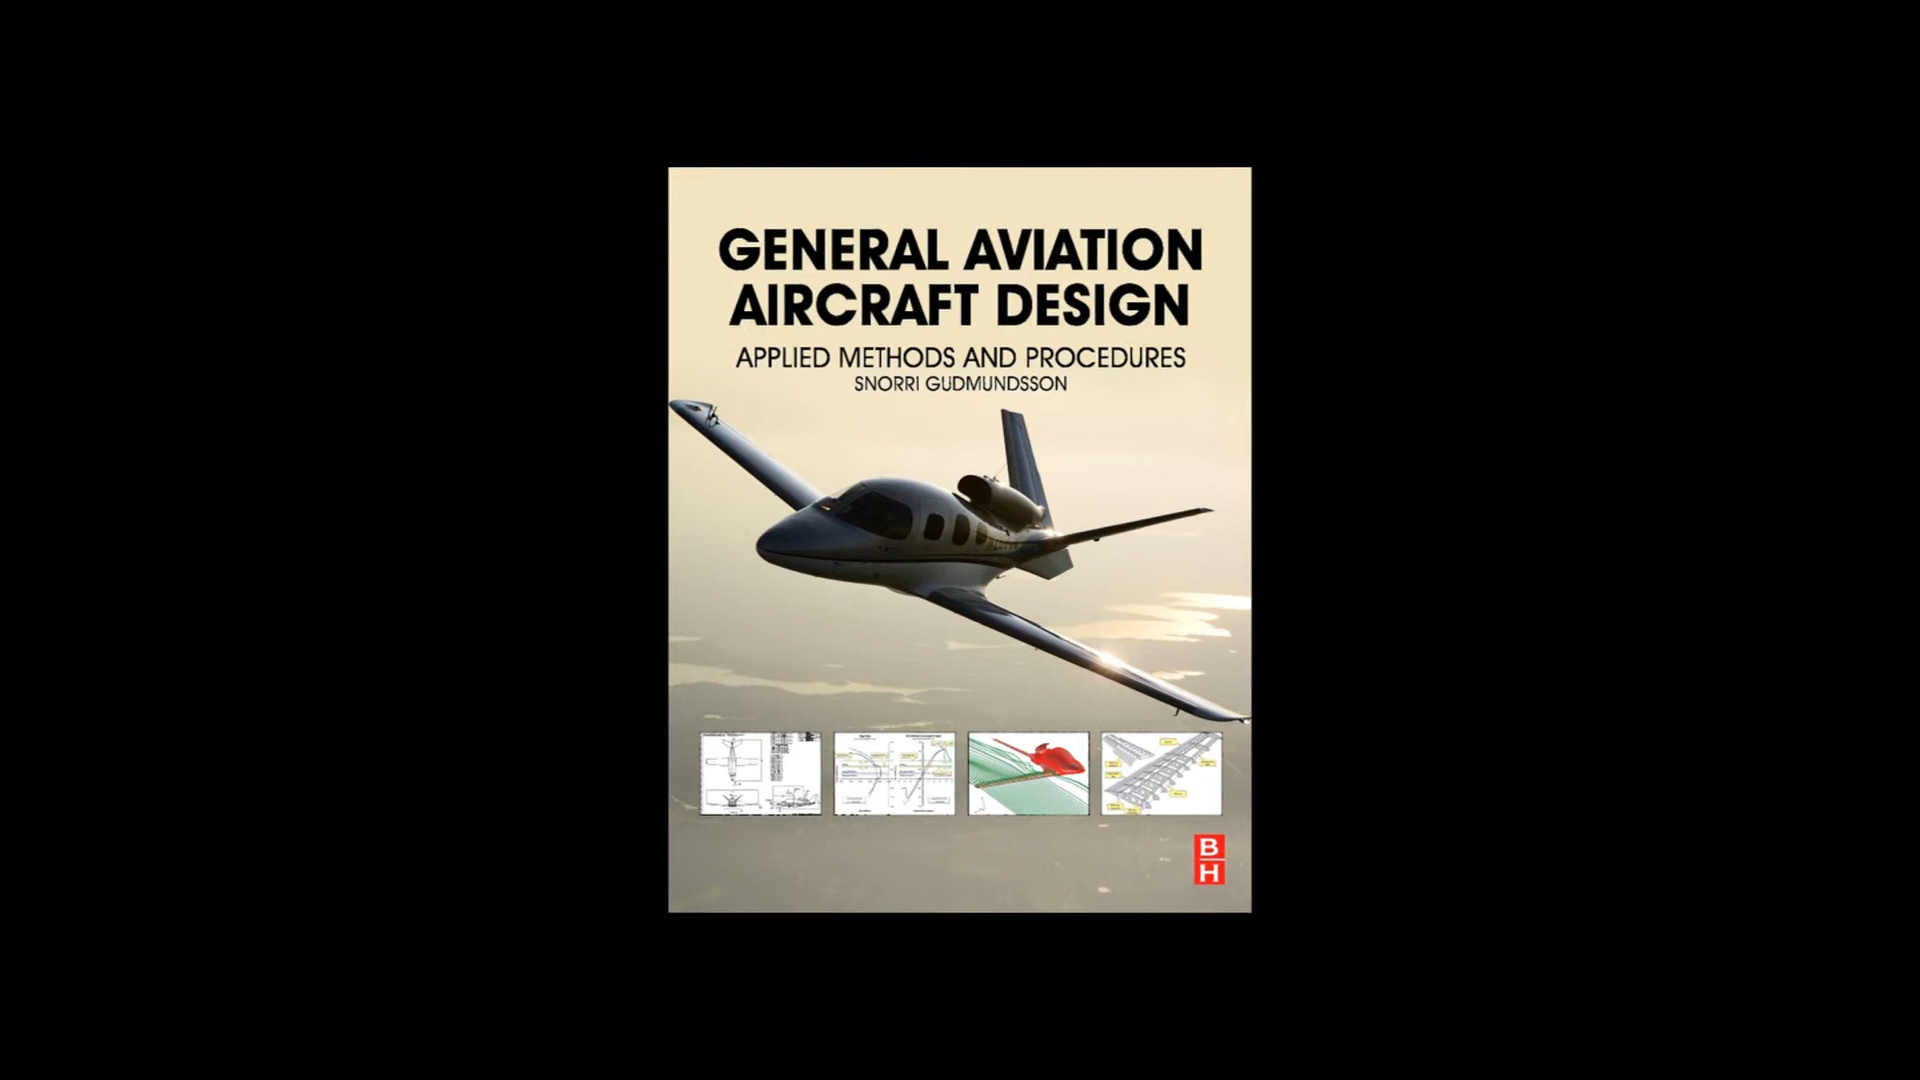 GENERAL AVIATION
AIRCRAFT DESIGN
APPLIED METHODS AND PROCEDURES
SNORRI GUDMUNDSSON
B
H